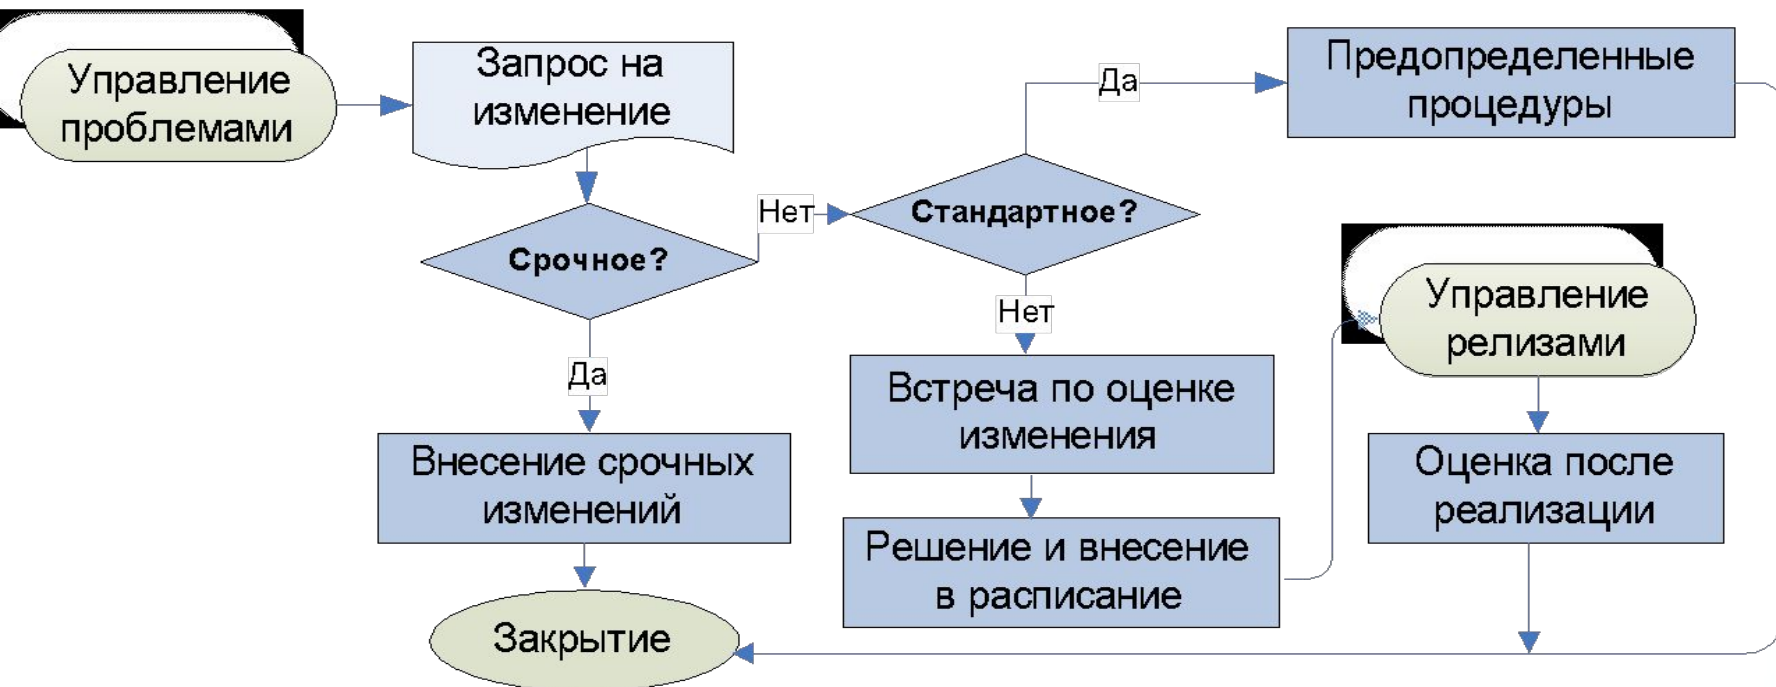 Управление
проблемами
Запрос на
изменение
Да
Предопределенные
процедуры
Нет
Стандартное?
Срочное?
Управление
релизами
Нет
Да
Встреча по оценке
изменения
Внесение срочных
изменений
Оценка после
реализации
Решение и внесение
в расписание
Закрытие